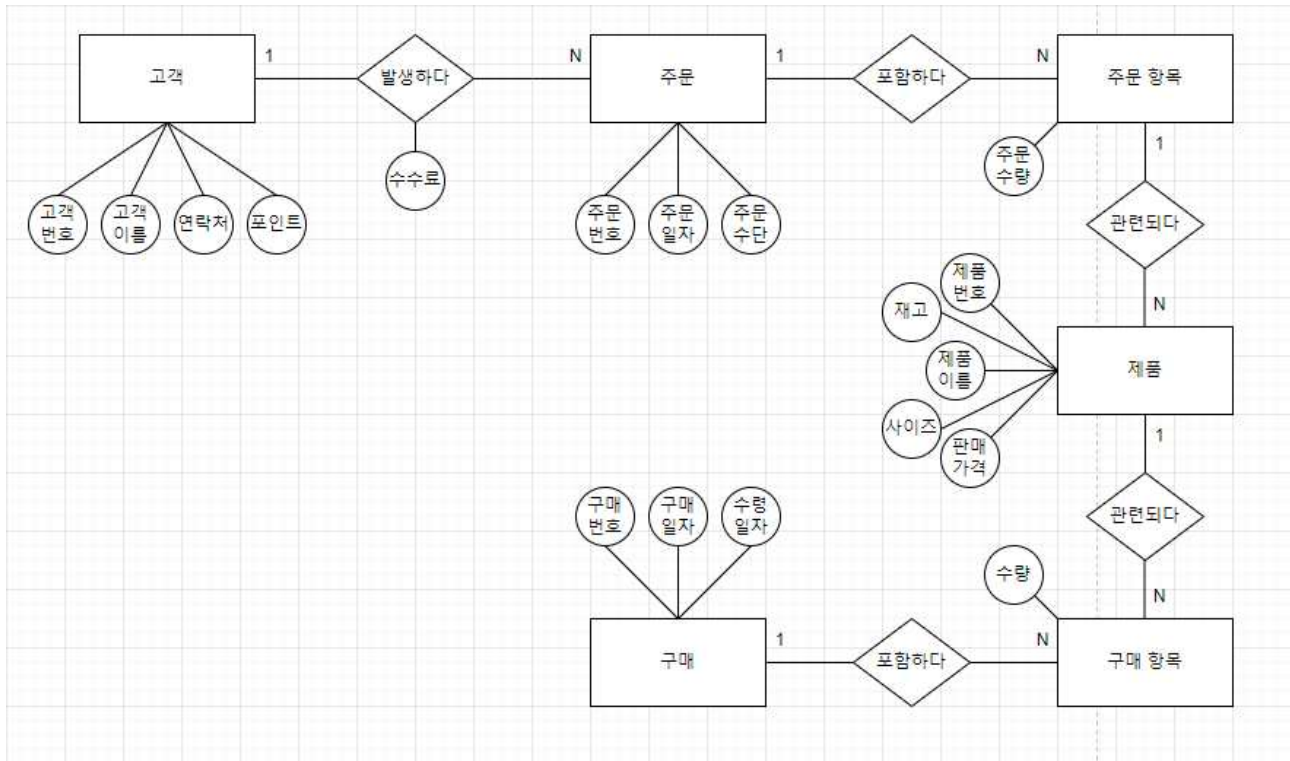 고객
1
발생하다
N
주문
1
포함하다
N
주문 항목
수수료
주문
수량
1
고객
번호
고객
이름
연락처
포인트
주문
번호
주문
일자
주문
수단
관련되다
제품
번호
재고
N
제품
이름
제품
사이즈
판매
가격
1
구매
번호
구매
일자
수령
일자
관련되다
수량
N
구매
1
포함하다
N
구매 항목